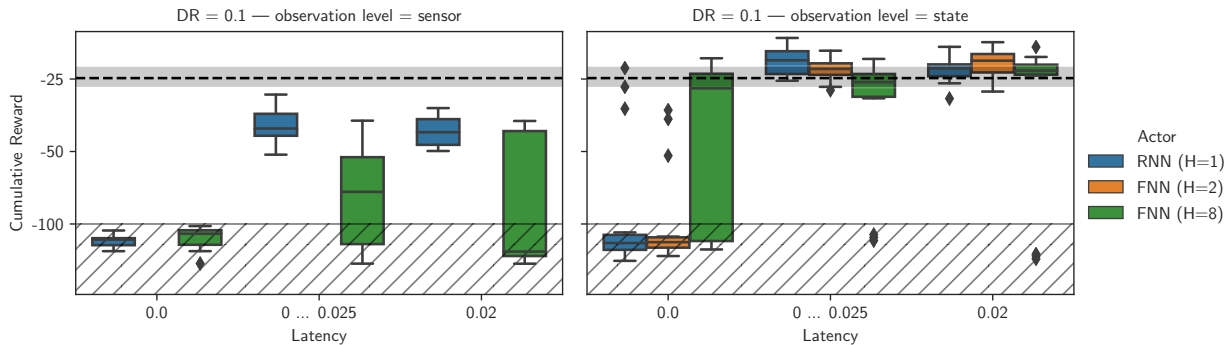 DR = 0.1 — observation level = sensor
DR = 0.1 — observation level = state
Cumulative Reward
-25
-50
-100
0.0
0 ... 0.025
0.02
Latency
0.0
0 ... 0.025
0.02
Latency
Actor
RNN (H=1)
FNN (H=2)
FNN (H=8)